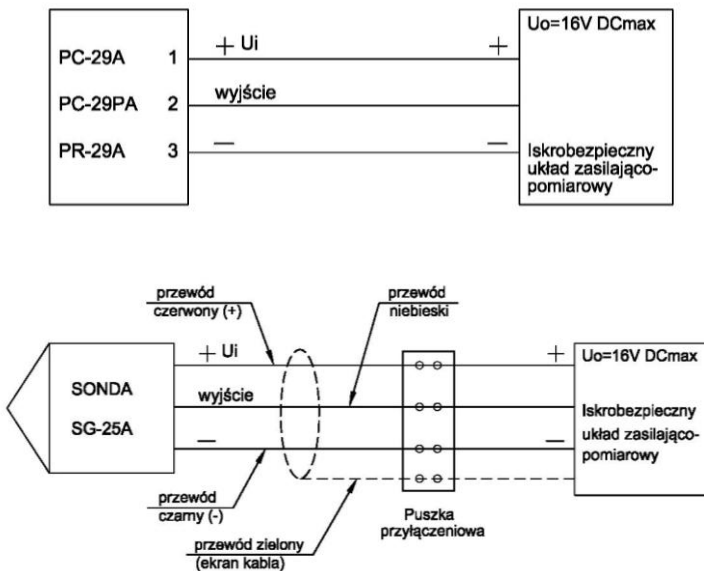 Uo=16V DCmax
PC-29A 1 + Ui +
PC-29PA 2 wyjście
PR-29A 3 — —
Iskrobezpieczny
układ zasilająco-
pomiarowy
przewód
czerwony (+)
przewód
niebieski
+ Ui + Uo=16V DCmax
SONDA
wyjście
SG-25A
— —
Iskrobezpieczny
układ zasilająco-
pomiarowy
przewód
czarny (-)
Puszka
przyłączeniowa
przewód zielony
(ekran kabla)